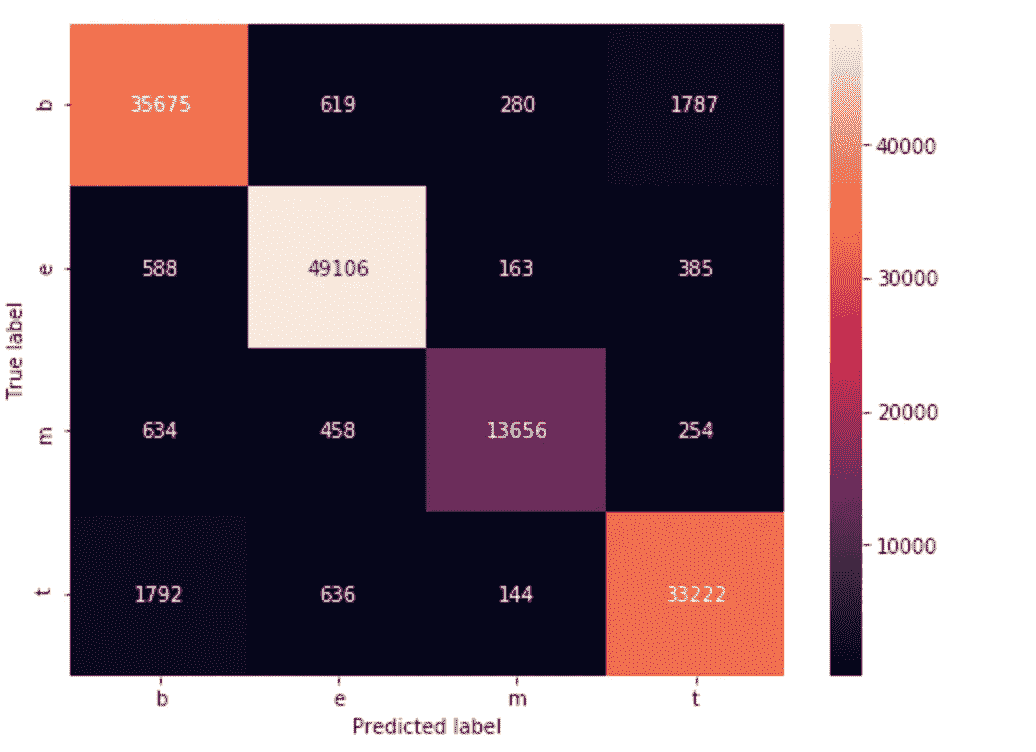 b 35675 619 280 1787
e 588 49106 163 385
m 634 458 13656 254
t 1792 636 144 33222
b e m t
Predicted label
True label
40000
30000
20000
10000